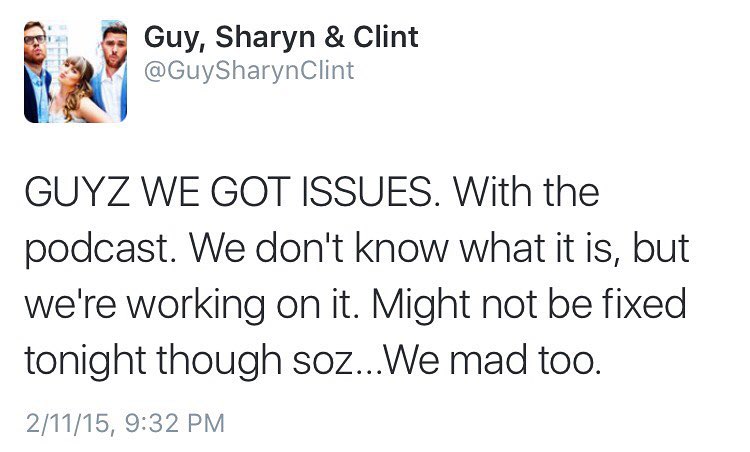 Guy, Sharyn & Clint
@GuySharynClint
GUYZ WE GOT ISSUES. With the
podcast. We don't know what it is, but
we're working on it. Might not be fixed
tonight though soz...We mad too.
2/11/15, 9:32 PM